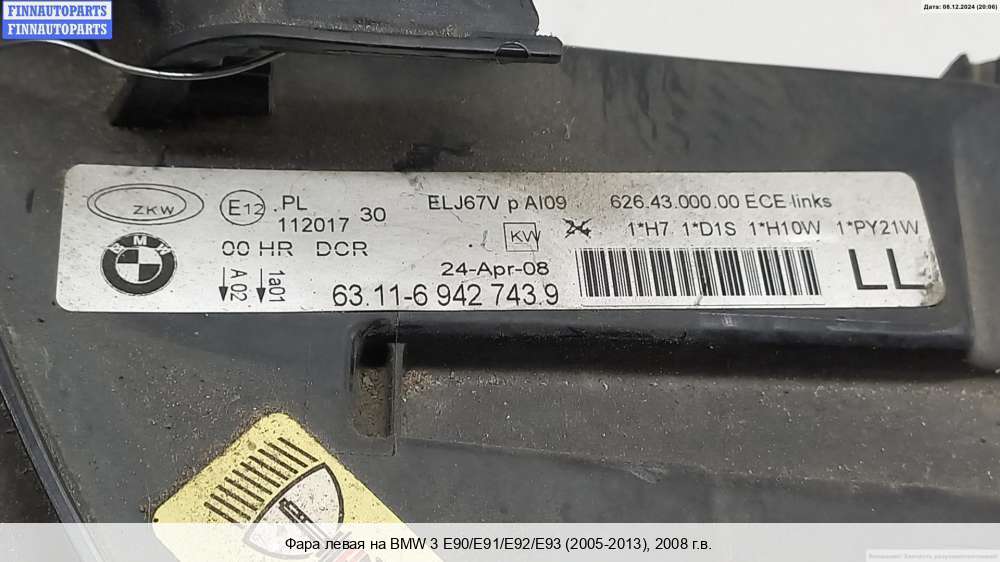 FINNAUTOPARTS
FINNAUTOPARTS
Дата: 06.12.2024 (20:06)
ZKW
E12
PL
112017 30
ELJ67V p AI09
626.43.000.00 ECE links
KW
1*H7 1*D1S 1*H10W 1*PY21W
00 HR DCR
24-Apr-08
A 02
1a01
63.11-6 942 743.9
LL
BMW
Фара левая на BMW 3 E90/E91/E92/E93 (2005-2013), 2008 г.в.